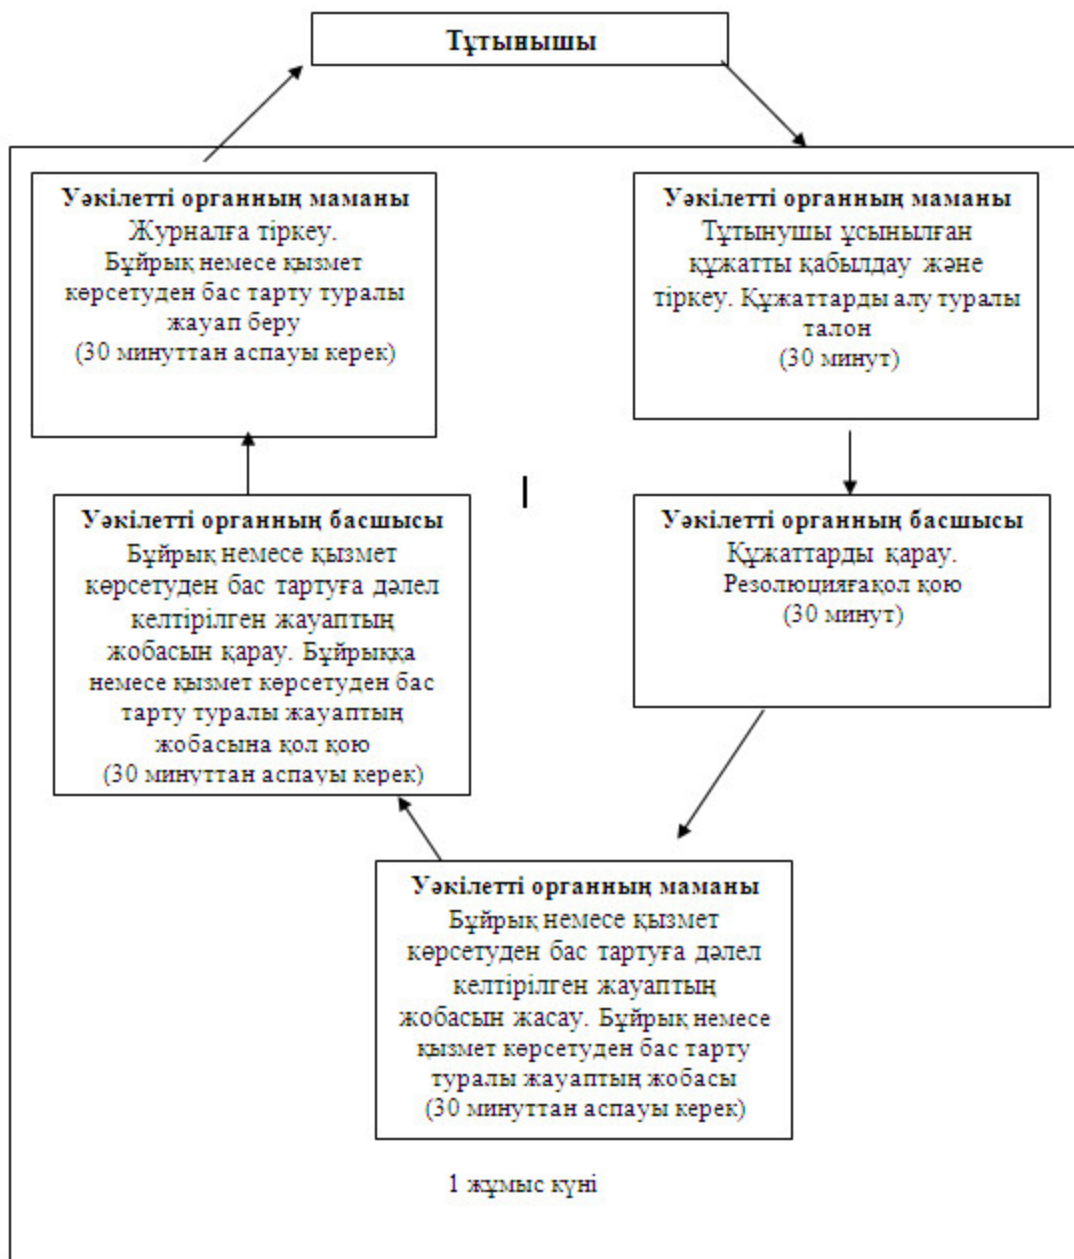 Тұтынышы
Уәкілетті органның маманы
Журналға тіркеу.
Бұйрық немесе қызмет
көрсетуден бас тарту туралы
жауап беру
(30 минуттан аспауы керек)
Уәкілетті органның маманы
Тұтынушы ұсынылған
құжатты қабылдау және
тіркеу. Құжаттарды алу туралы
талон
(30 минут)
Уәкілетті органның басшысы
Бұйрық немесе қызмет
көрсетуден бас тартуға дәлел
келтірілген жауаптың
жобасын қарау. Бұйрыққа
немесе қызмет көрсетуден бас
тарту туралы жауаптың
жобасына қол қою
(30 минуттан аспауы керек)
Уәкілетті органның басшысы
Құжаттарды қарау.
Резолюцияғақол қою
(30 минут)
Уәкілетті органның маманы
Бұйрық немесе қызмет
көрсетуден бас тартуға дәлел
келтірілген жауаптың
жобасын жасау. Бұйрық немесе
қызмет көрсетуден бас тарту
туралы жауаптың жобасы
(30 минуттан аспауы керек)
1 жұмыс күні